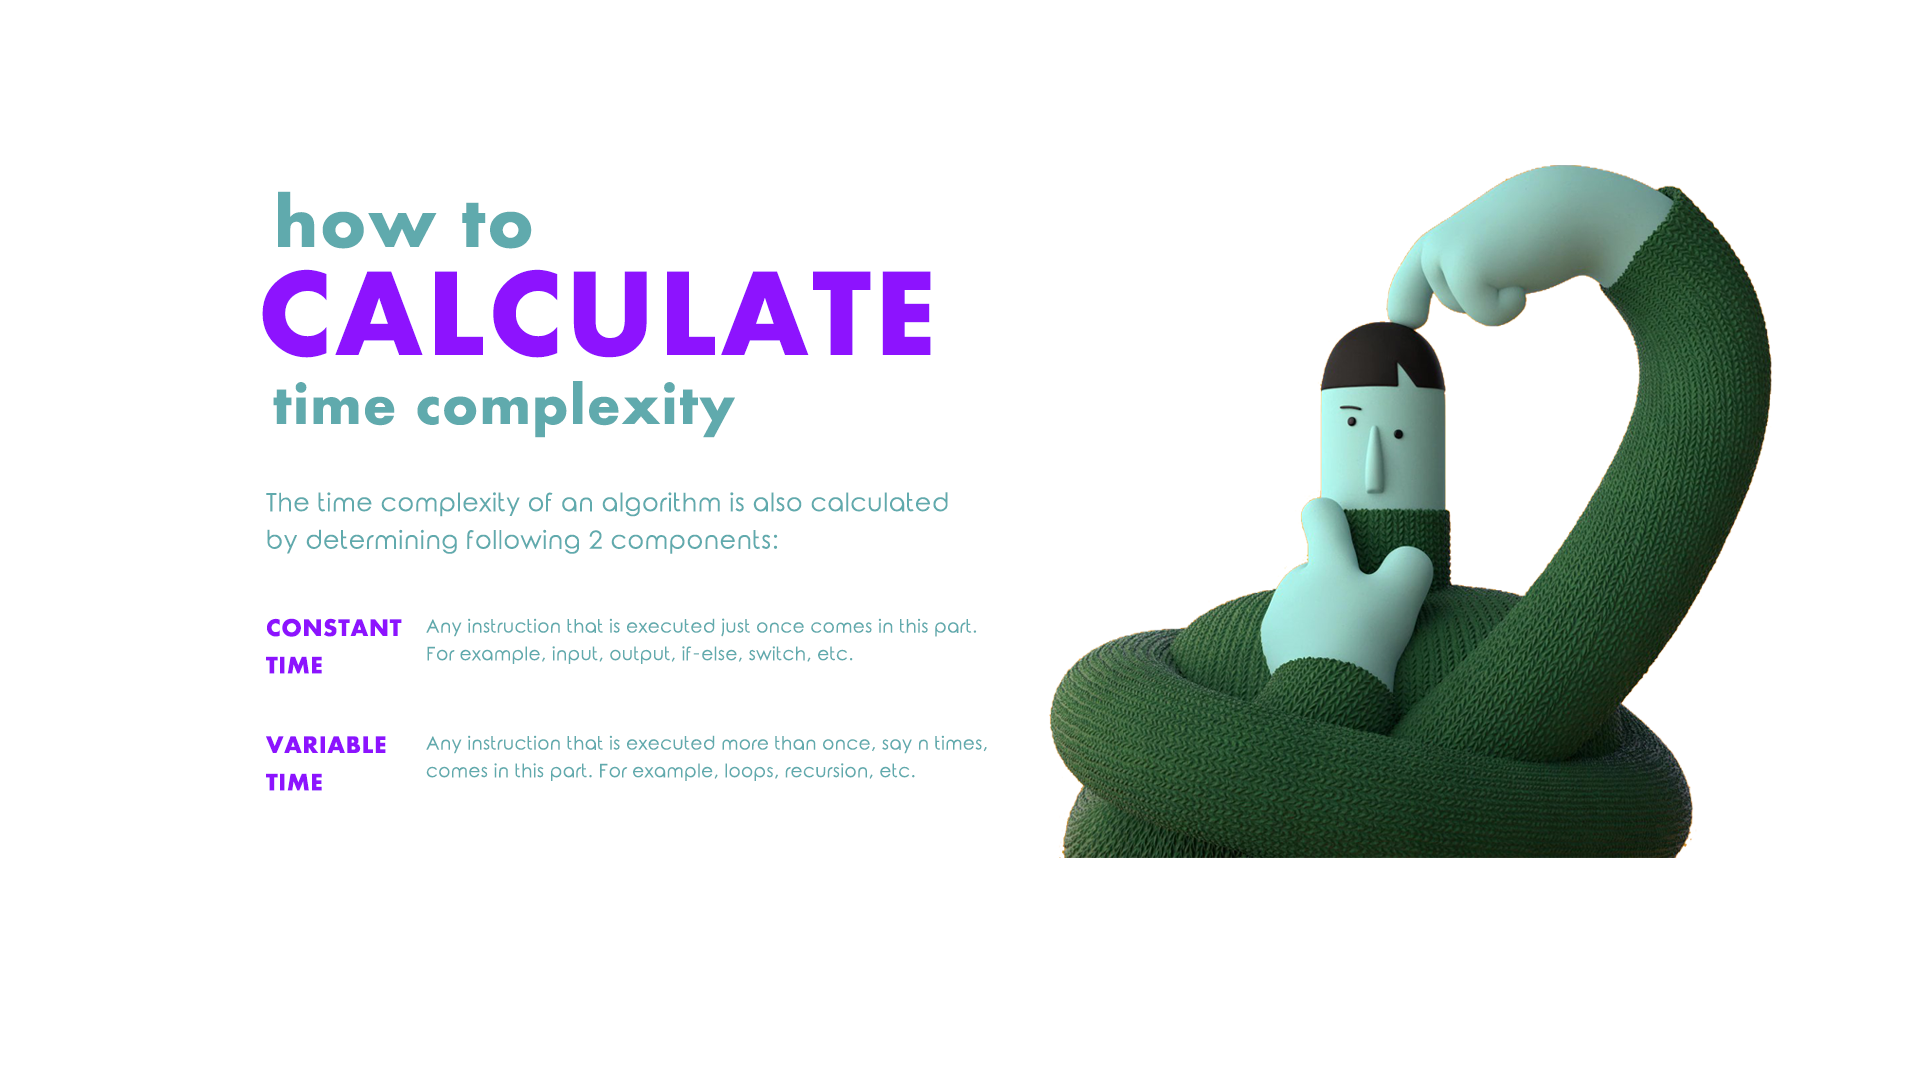 how to
CALCULATE
time complexity
The time complexity of an algorithm is also calculated
by determining following 2 components:
CONSTANT
TIME
Any instruction that is executed just once comes in this part.
For example, input, output, if-else, switch, etc.
VARIABLE
TIME
Any instruction that is executed more than once, say n times,
comes in this part. For example, loops, recursion, etc.